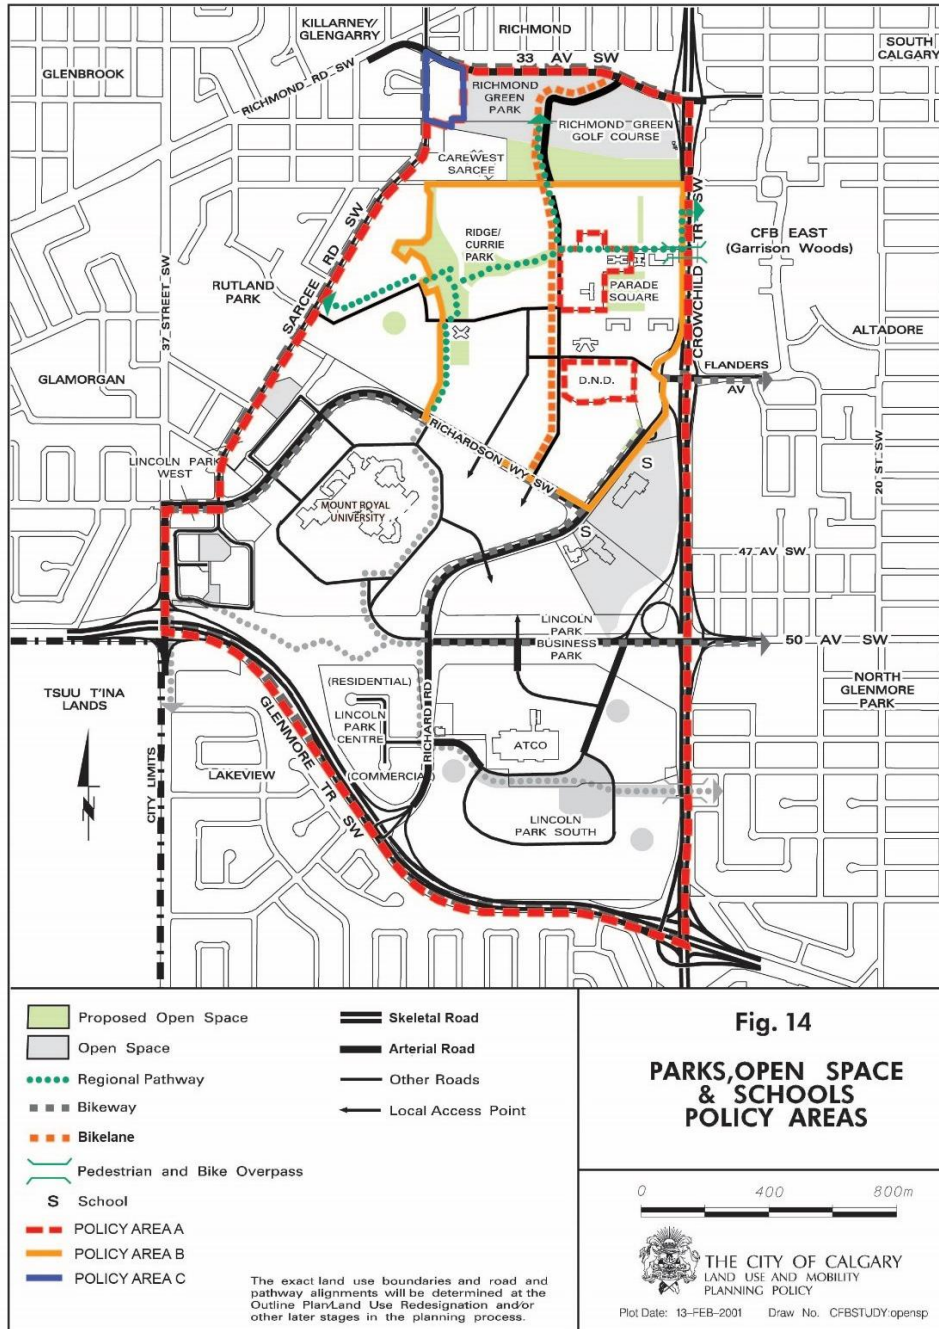 KILLARNEY/
GLENGARRY
RICHMOND
SOUTH
CALGARY
GLENBROOK
RICHMOND RD SW
33 AV SW
RICHMOND
GREEN
PARK
RICHMOND GREEN
GOLF COURSE
CAREWEST
SARCEE
SARCEE RD SW
37 STREET SW
RUTLAND
PARK
RIDGE/
CURRIE
PARK
CROWCHILD TR SW
CFB EAST
(Garrison Woods)
PARADE
SQUARE
ALTADORE
GLAMORGAN
D.N.D.
FLANDERS
AV
20 ST SW
LINCOLN PARK
WEST
RICHARDSON WY SW
S
MOUNT ROYAL
UNIVERSITY
S
47 AV SW
LINCOLN
PARK
BUSINESS
PARK
50 AV SW
TSUU T'INA
LANDS
NORTH
GLENMORE
PARK
(RESIDENTIAL)
LINCOLN
PARK
CENTRE
(COMMERCIAL)
RICHARD RD
ATCO
GLENMORE TR SW
LAKEVIEW
CITY LIMITS
LINCOLN
PARK SOUTH
N
Proposed Open Space
Open Space
Regional Pathway
Bikeway
Bikelane
Pedestrian and Bike Overpass
S School
POLICY AREA A
POLICY AREA B
POLICY AREA C
Skeletal Road
Arterial Road
Other Roads
Local Access Point
The exact land use boundaries and road and
pathway alignments will be determined at the
Outline Plan/Land Use Redesignation and/or
other later stages in the planning process.
Fig. 14
PARKS,OPEN SPACE
& SCHOOLS
POLICY AREAS
0 400 800m
THE CITY OF CALGARY
LAND USE AND MOBILITY
PLANNING POLICY
Plot Date: 13-FEB-2001 Draw No. CFBSTUDY:opensp